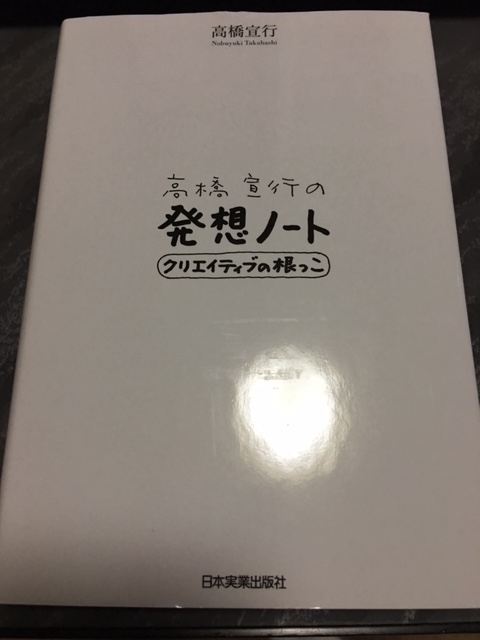 高橋宣行
Nobuyuki Takahashi
高橋宣行の
発想ノート
クリエイティブの根っこ
日本実業出版社